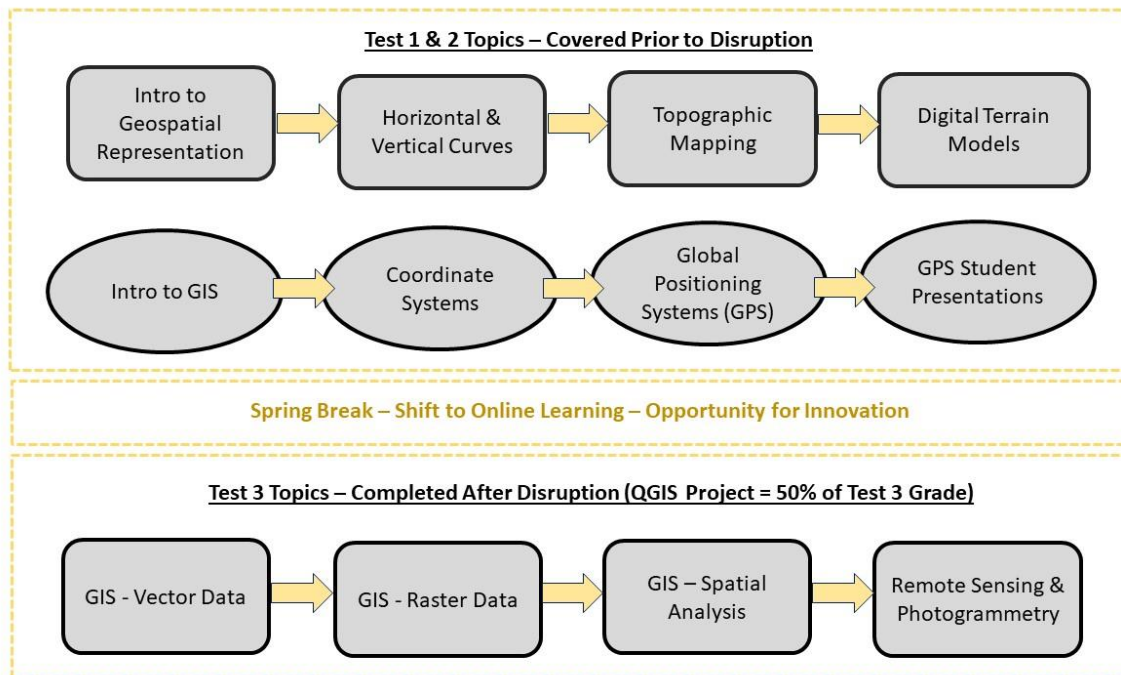 Test 1 & 2 Topics – Covered Prior to Disruption
Intro to
Geospatial
Representation
Horizontal &
Vertical Curves
Topographic
Mapping
Digital Terrain
Models
Intro to GIS
Coordinate
Systems
Global
Positioning
Systems (GPS)
GPS Student
Presentations
Spring Break – Shift to Online Learning – Opportunity for Innovation
Test 3 Topics – Completed After Disruption (QGIS Project = 50% of Test 3 Grade)
GIS - Vector Data
GIS - Raster Data
GIS – Spatial
Analysis
Remote Sensing &
Photogrammetry